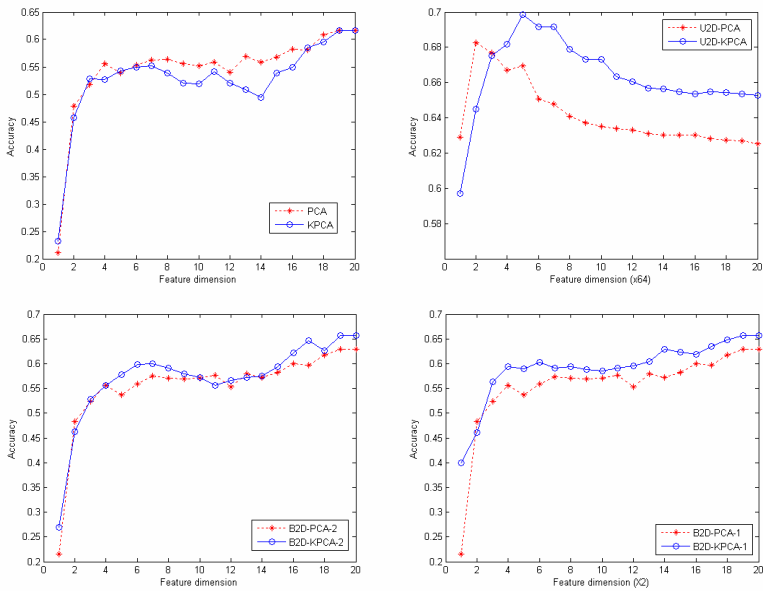 0.65
0.6
0.55
0.5
0.45
0.4
0.35
0.3
0.25
0.2
Accuracy
PCA
KPCA
0 2 4 6 8 10 12 14 16 18 20
Feature dimension
0.7
0.68
0.66
0.64
0.62
0.6
0.58
Accuracy
U2D-PCA
U2D-KPCA
0 2 4 6 8 10 12 14 16 18 20
Feature dimension (x64)
0.7
0.65
0.6
0.55
0.5
0.45
0.4
0.35
0.3
0.25
0.2
Accuracy
B2D-PCA-2
B2D-KPCA-2
0 2 4 6 8 10 12 14 16 18 20
Feature dimension
0.7
0.65
0.6
0.55
0.5
0.45
0.4
0.35
0.3
0.25
0.2
Accuracy
B2D-PCA-1
B2D-KPCA-1
0 2 4 6 8 10 12 14 16 18 20
Feature dimension (X2)